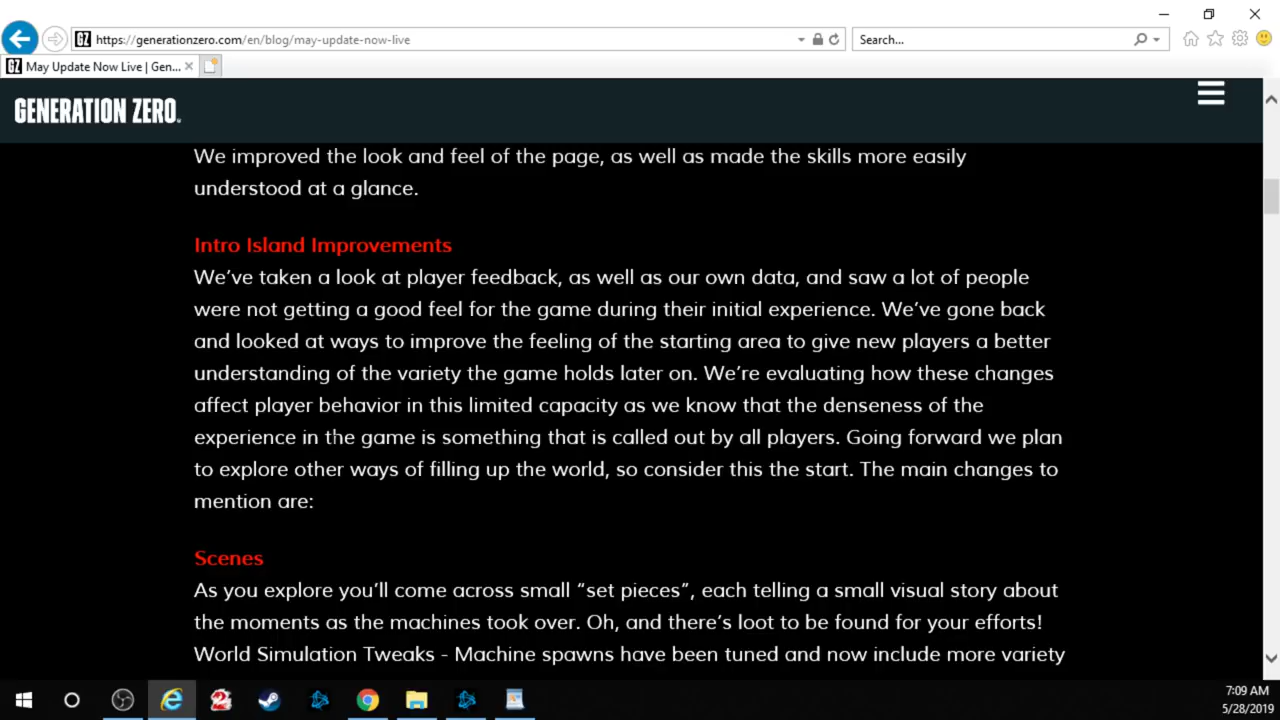 https://generationzero.com/en/blog/may-update-now-live
Search...
May Update Now Live | Gen...
GENERATION ZERO
We improved the look and feel of the page, as well as made the skills more easily
understood at a glance.
Intro Island Improvements
We’ve taken a look at player feedback, as well as our own data, and saw a lot of people
were not getting a good feel for the game during their initial experience. We’ve gone back
and looked at ways to improve the feeling of the starting area to give new players a better
understanding of the variety the game holds later on. We’re evaluating how these changes
affect player behavior in this limited capacity as we know that the denseness of the
experience in the game is something that is called out by all players. Going forward we plan
to explore other ways of filling up the world, so consider this the start. The main changes to
mention are:
Scenes
As you explore you’ll come across small “set pieces”, each telling a small visual story about
the moments as the machines took over. Oh, and there’s loot to be found for your efforts!
World Simulation Tweaks - Machine spawns have been tuned and now include more variety
7:09 AM
5/28/2019